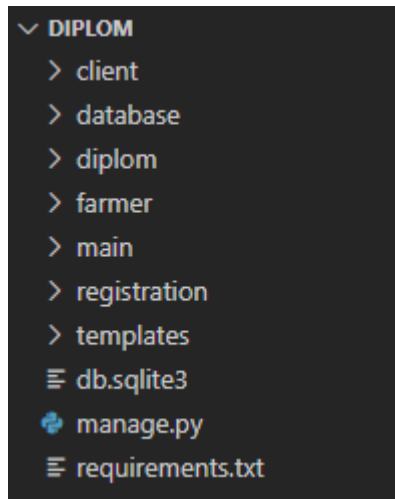 DIPLOM
client
database
diplom
farmer
main
registration
templates
db.sqlite3
manage.py
requirements.txt